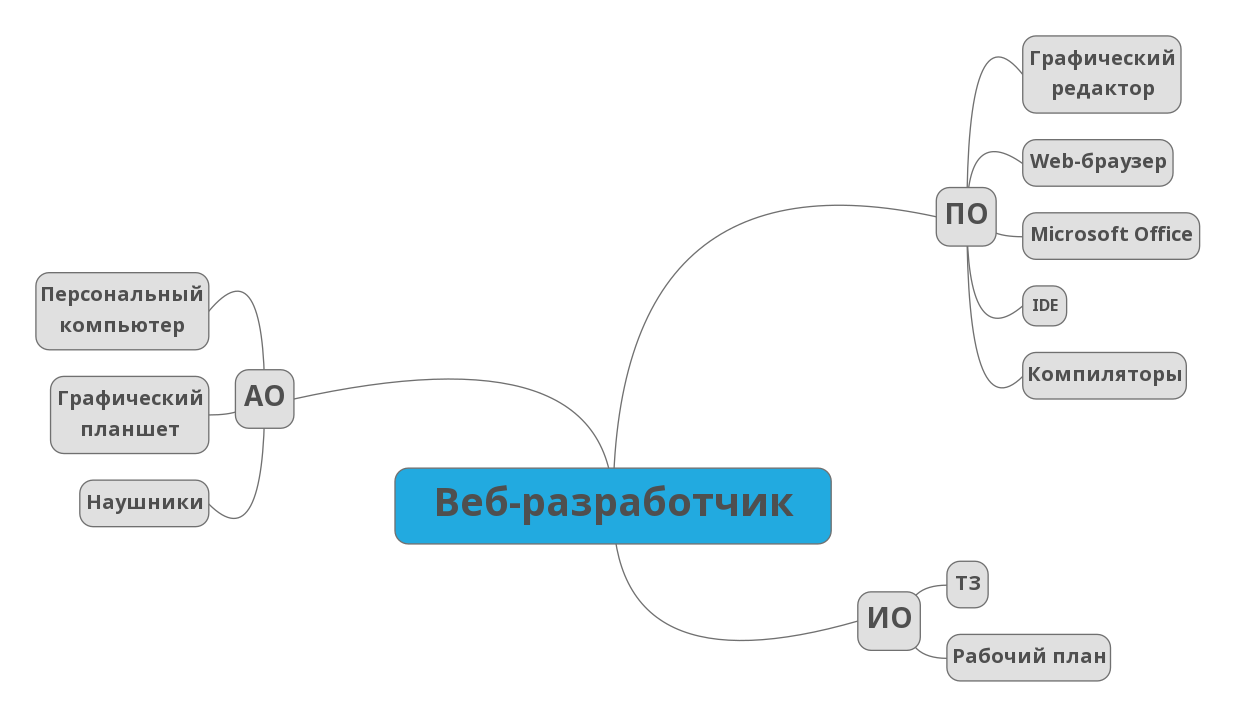 Веб-разработчик
ПО
Графический
редактор
Web-браузер
Microsoft Office
IDE
Компиляторы
АО
Персональный
компьютер
Графический
планшет
Наушники
ИО
ТЗ
Рабочий план